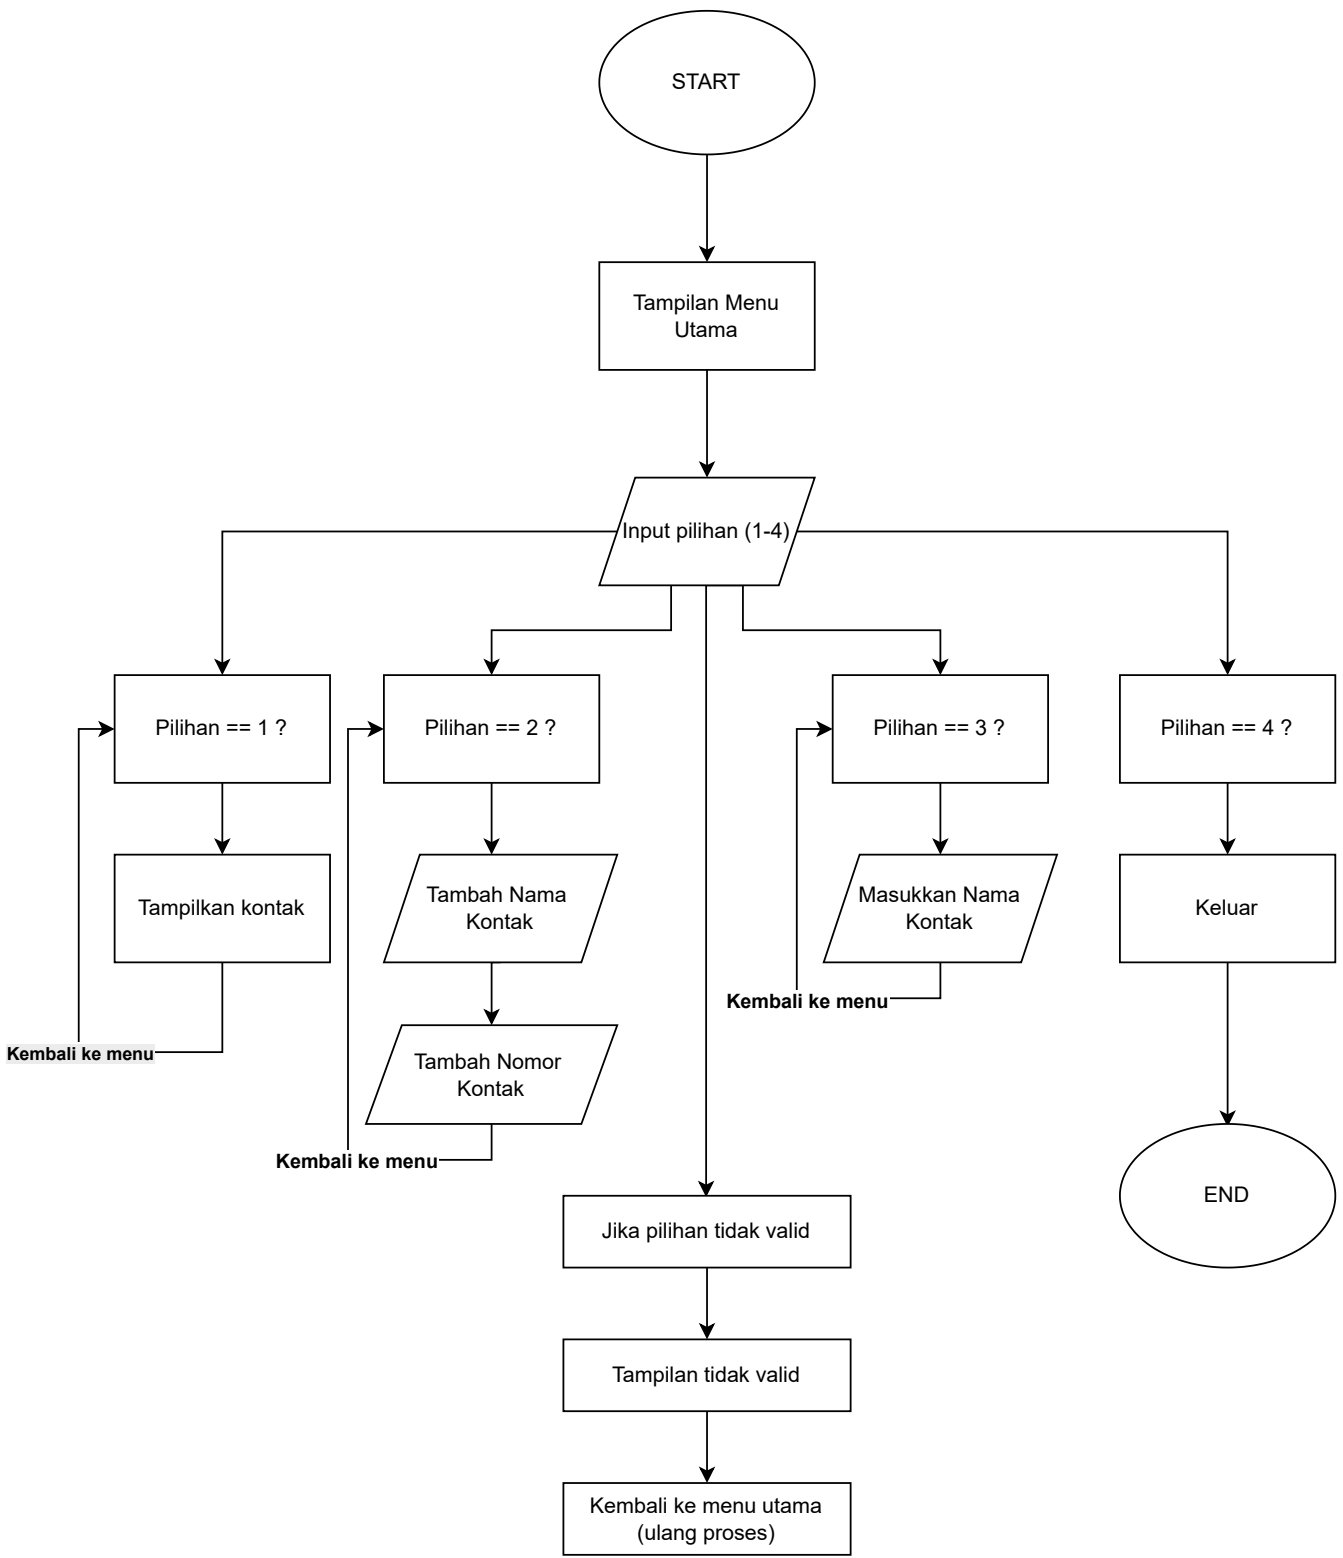 START
Tampilan Menu
Utama
Input pilihan (1-4)
Pilihan == 1 ?
Pilihan == 2 ?
Pilihan == 3 ?
Pilihan == 4 ?
Tampilkan kontak
Tambah Nama
Kontak
Masukkan Nama
Kontak
Keluar
Kembali ke menu
Tambah Nomor
Kontak
Kembali ke menu
Kembali ke menu
END
Jika pilihan tidak valid
Tampilan tidak valid
Kembali ke menu utama
(ulang proses)